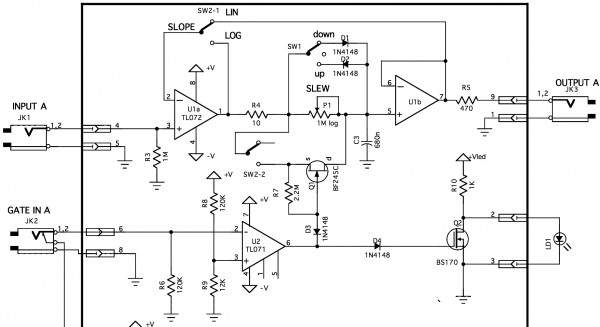 SW2-1 LIN
SLOPE
LOG
down
D1
SW1
1N4148
D2
up
1N4148
+V
8
2
U1a
1
TL072
3
4
-V
INPUT A
JK1
1,2
4
5
R3
1M
R4
10
SLEW
P1
1M log
6
U1b
7
5
C3
680n
R5
470
9
1
OUTPUT A
1,2
JK3
SW2-2
s
d
Q1
BF245C
R7
2.2M
R8
120K
+V
7
GATE IN A
JK2
1,2
6
8
2
U2
TL071
6
3
4
1
5
-V
R6
120K
R9
12K
D3
1N4148
D4
1N4148
+Vled
R10
1K
Q2
BS170
2
3
LD1
+V